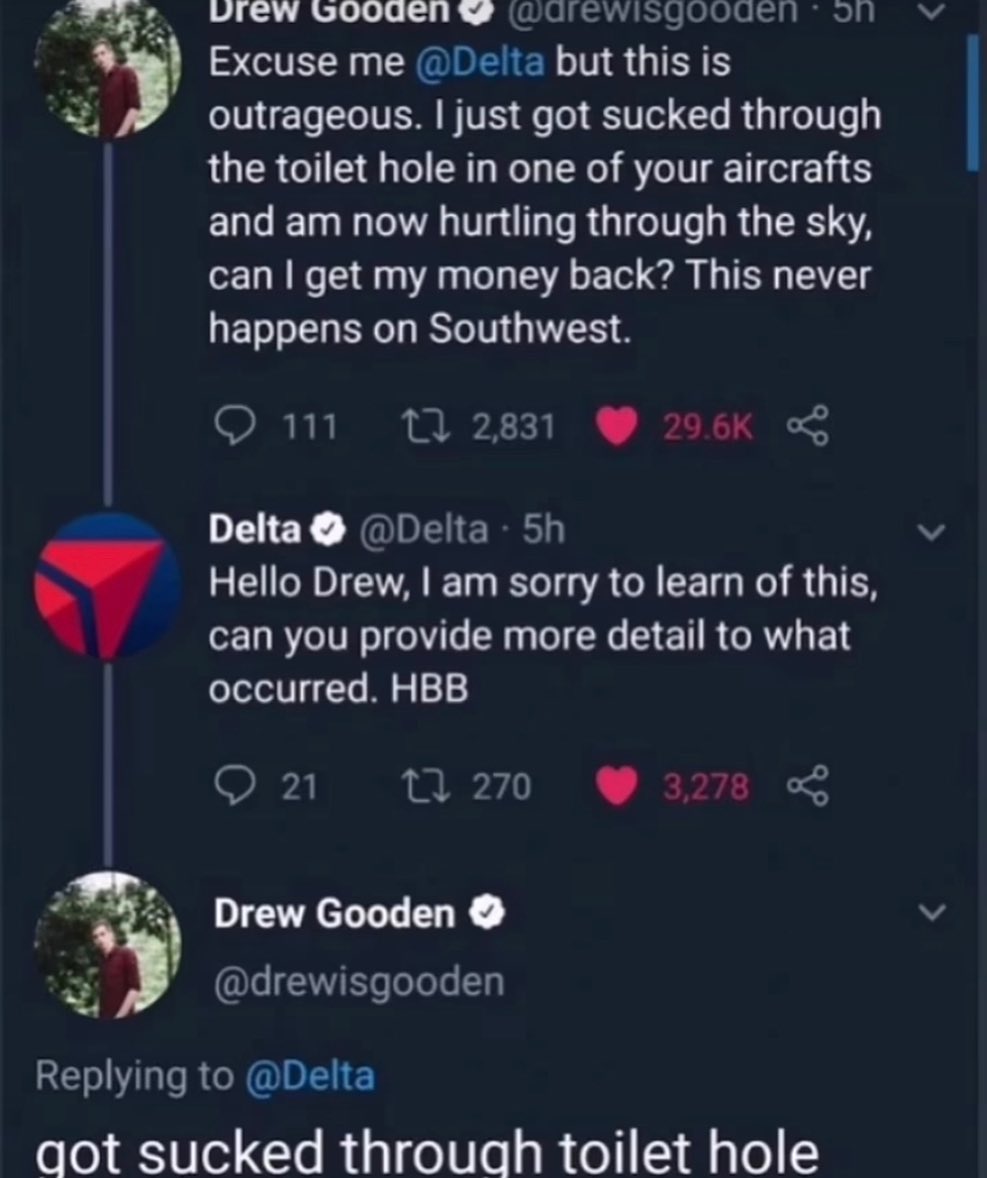 Drew Gooden @drewisgooden · 5h
Excuse me @Delta but this is
outrageous. I just got sucked through
the toilet hole in one of your aircrafts
and am now hurtling through the sky,
can I get my money back? This never
happens on Southwest.
111 2,831 29.6K
Delta @Delta · 5h
Hello Drew, I am sorry to learn of this,
can you provide more detail to what
occurred. HBB
21 270 3,278
Drew Gooden
@drewisgooden
Replying to @Delta
got sucked through toilet hole